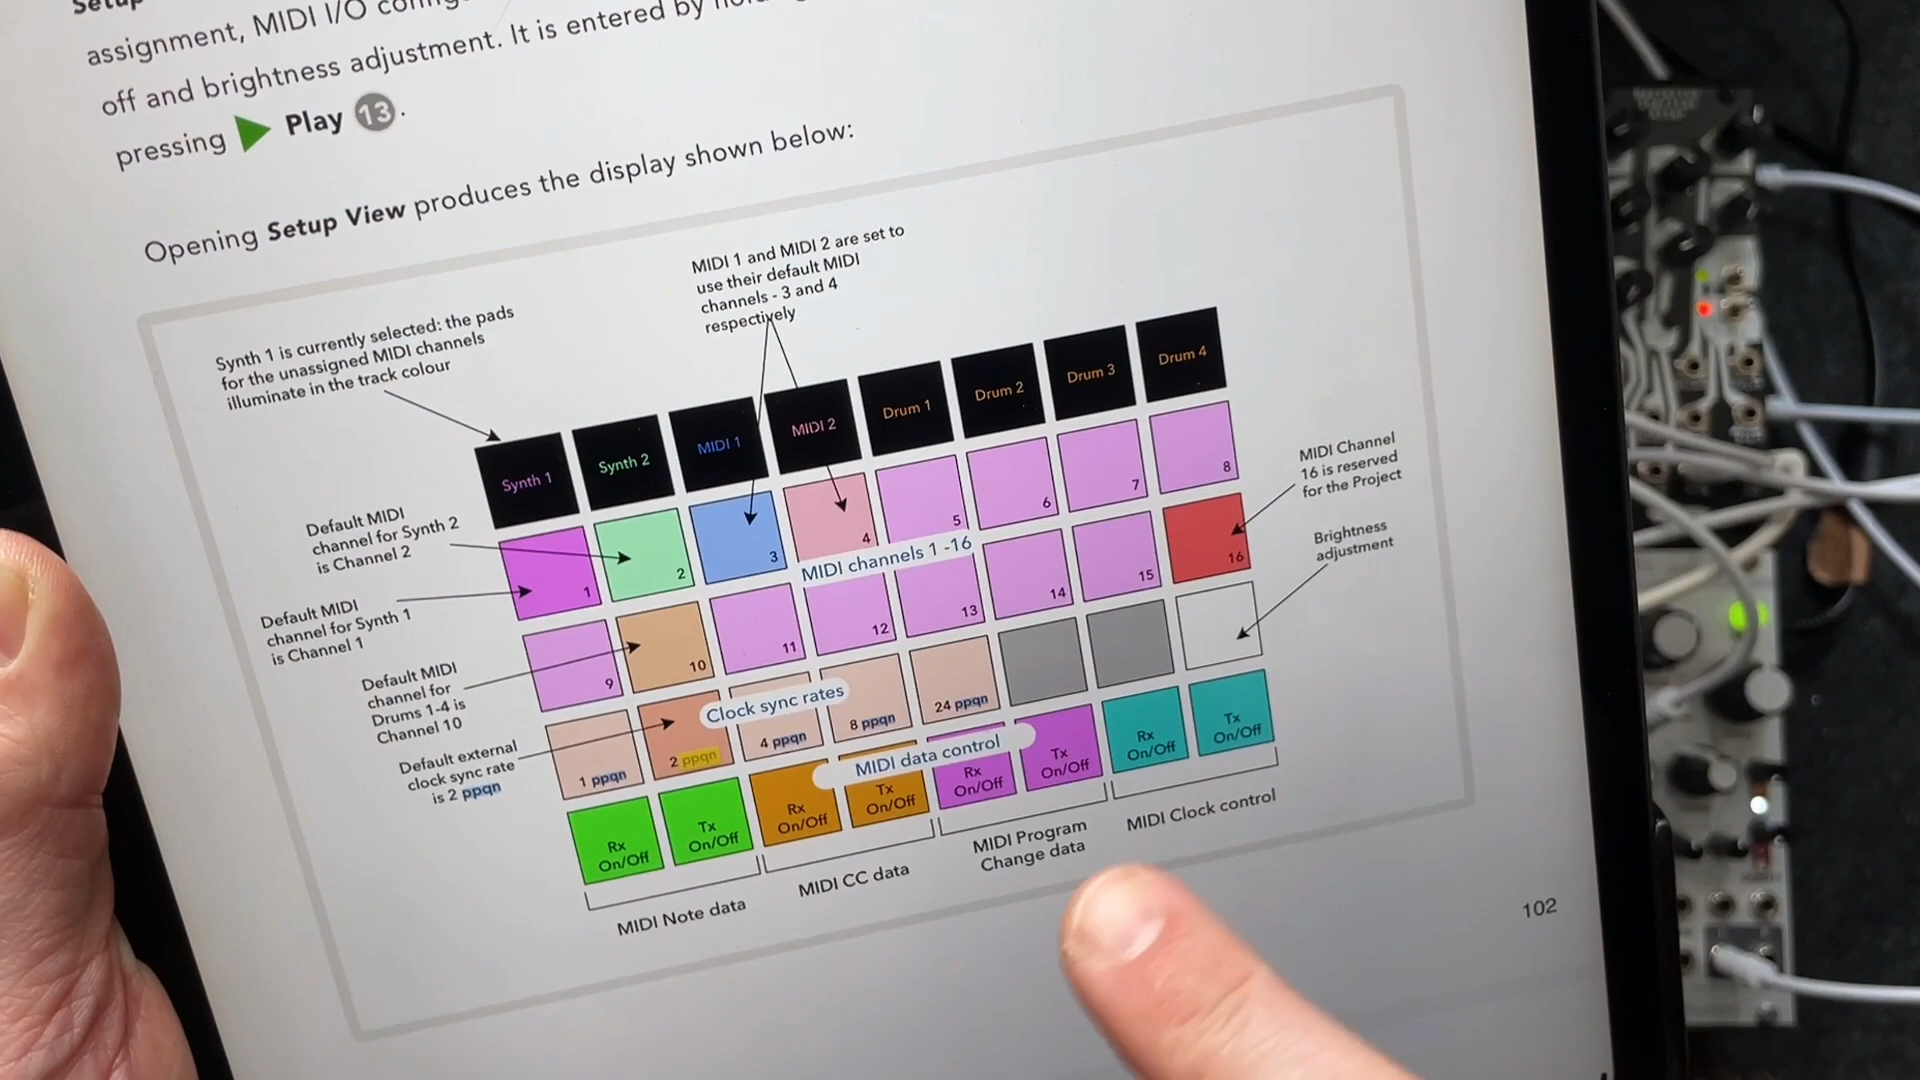 Setup
assignment, MIDI I/O
off and brightness adjustment. It is entered by
pressing Play 13.
Opening Setup View produces the display shown below:
MIDI 1 and MIDI 2 are set to
use their default MIDI
channels - 3 and 4
respectively
Synth 1 is currently selected: the pads
for the unassigned MIDI channels
illuminate in the track colour
Synth 1
Synth 2
MIDI 1
MIDI 2
Drum 1
Drum 2
Drum 3
Drum 4
Default MIDI
channel for Synth 2
is Channel 2
Default MIDI
channel for Synth 1
is Channel 1
Default MIDI
channel for
Drums 1-4 is
Channel 10
Default external
clock sync rate
is 2 ppqn
1
2
3
4
5
6
7
8
MIDI channels 1 -16
9
10
11
12
13
14
15
16
MIDI Channel
16 is reserved
for the Project
Brightness
adjustment
Clock sync rates
1 ppqn
2 ppqn
4 ppqn
8 ppqn
24 ppqn
MIDI data control
Rx
On/Off
Tx
On/Off
Rx
On/Off
Tx
On/Off
Rx
On/Off
Tx
On/Off
Rx
On/Off
Tx
On/Off
MIDI Note data
MIDI CC data
MIDI Program
Change data
MIDI Clock control
102